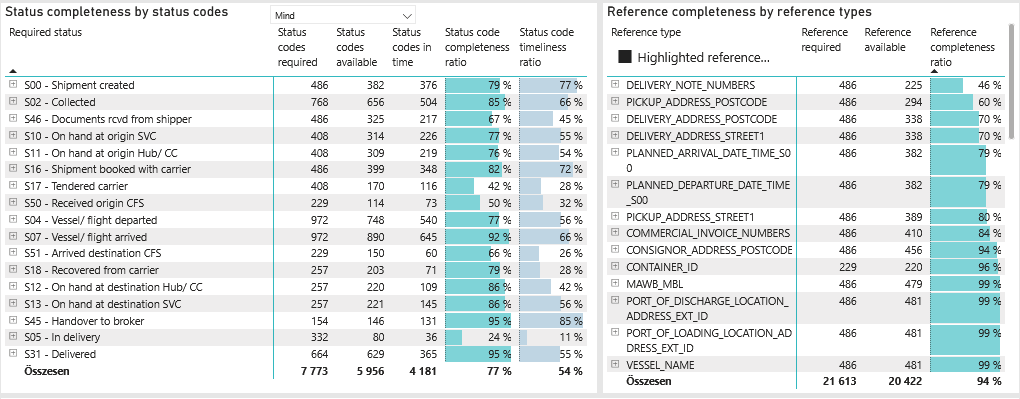 Status completeness by status codes
Mind
Required status Status codes required Status codes available Status codes in time Status code completeness ratio Status code timeliness ratio
S00 - Shipment created 486 382 376 79 % 77 %
S02 - Collected 768 656 504 85 % 66 %
S46 - Documents rcvd from shipper 486 325 217 67 % 45 %
S10 - On hand at origin SVC 408 314 226 77 % 55 %
S11 - On hand at origin Hub/ CC 408 309 219 76 % 54 %
S16 - Shipment booked with carrier 486 399 348 82 % 72 %
S17 - Tendered carrier 408 170 116 42 % 28 %
S50 - Received origin CFS 229 114 73 50 % 32 %
S04 - Vessel/ flight departed 972 748 540 77 % 56 %
S07 - Vessel/ flight arrived 972 890 645 92 % 66 %
S51 - Arrived destination CFS 229 150 60 66 % 26 %
S18 - Recovered from carrier 257 203 71 79 % 28 %
S12 - On hand at destination Hub/ CC 257 220 109 86 % 42 %
S13 - On hand at destination SVC 257 221 145 86 % 56 %
S45 - Handover to broker 154 146 131 95 % 85 %
S05 - In delivery 332 80 36 24 % 11 %
S31 - Delivered 664 629 365 95 % 55 %
Összesen 7 773 5 956 4 181 77 % 54 %
Reference completeness by reference types
Reference type Reference required Reference available Reference completeness ratio
Highlighted reference...
DELIVERY_NOTE_NUMBERS 486 225 46 %
PICKUP_ADDRESS_POSTCODE 486 294 60 %
DELIVERY_ADDRESS_POSTCODE 486 338 70 %
DELIVERY_ADDRESS_STREET1 486 338 70 %
PLANNED_ARRIVAL_DATE_TIME_S0 486 382 79 %
0
PLANNED_DEPARTURE_DATE_TIME 486 382 79 %
_S00
PICKUP_ADDRESS_STREET1 486 389 80 %
COMMERCIAL_INVOICE_NUMBERS 486 410 84 %
CONSIGNOR_ADDRESS_POSTCODE 486 456 94 %
CONTAINER_ID 229 220 96 %
MAWB_MBL 486 479 99 %
PORT_OF_DISCHARGE_LOCATION_ 486 481 99 %
ADDRESS_EXT_ID
PORT_OF_LOADING_LOCATION_AD 486 481 99 %
DRESS_EXT_ID
VESSEL_NAME 486 481 99 %
Összesen 21 613 20 422 94 %